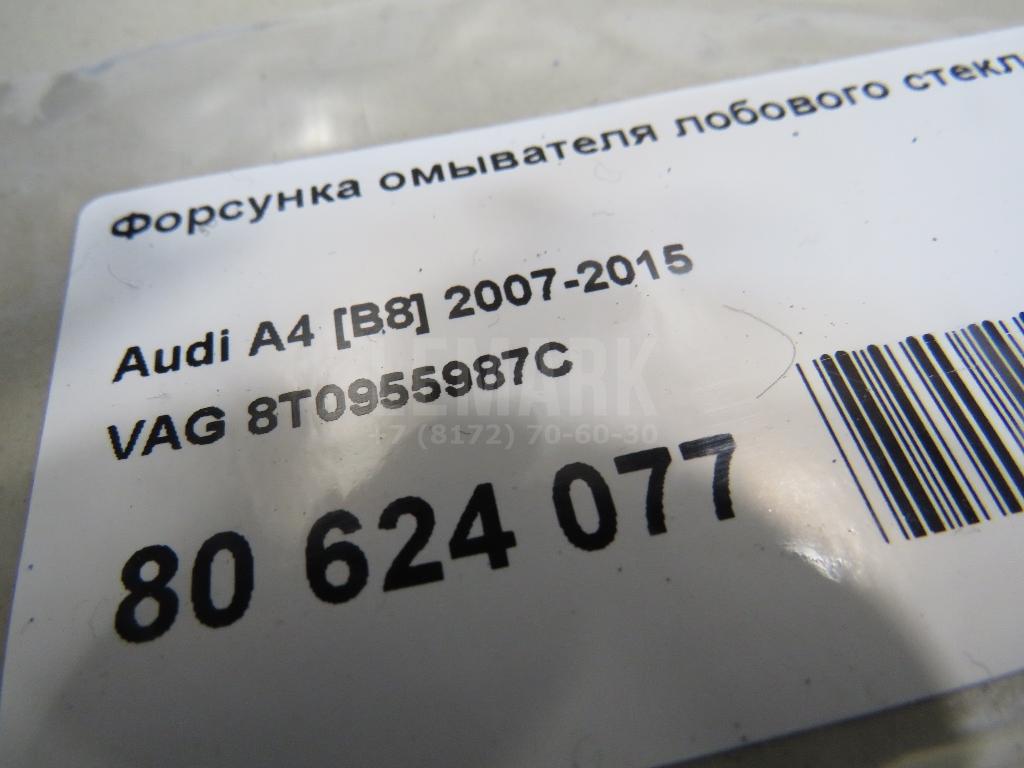 Форсунка омывателя лобового стекл
Audi A4 [B8] 2007-2015
VAG 8T0955987C
LEMARK
+7 (8172) 70-60-30
80 624 077